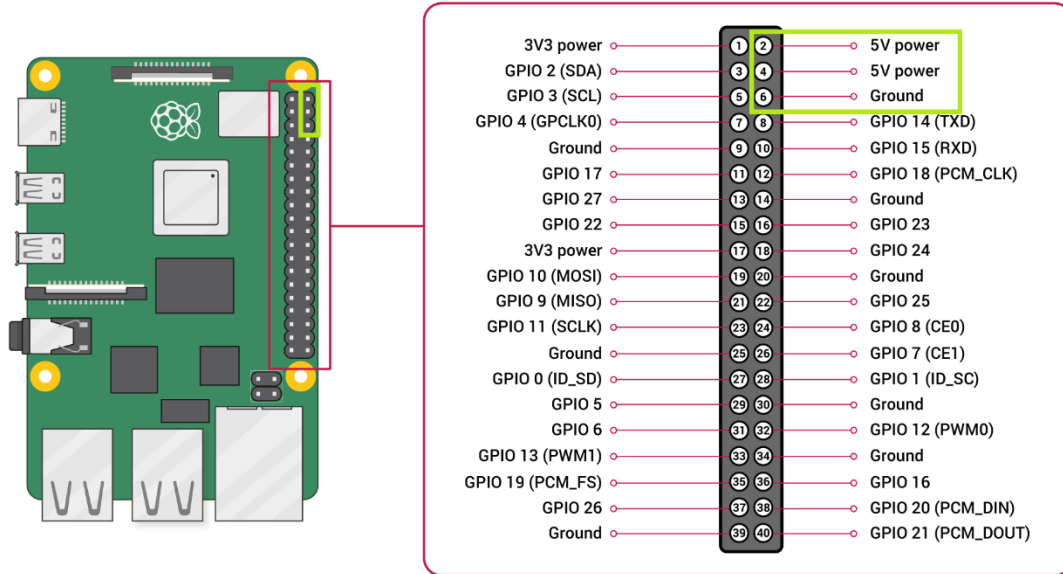 3V3 power 1 2 5V power
GPIO 2 (SDA) 3 4 5V power
GPIO 3 (SCL) 5 6 Ground
GPIO 4 (GPCLK0) 7 8 GPIO 14 (TXD)
Ground 9 10 GPIO 15 (RXD)
GPIO 17 11 12 GPIO 18 (PCM_CLK)
GPIO 27 13 14 Ground
GPIO 22 15 16 GPIO 23
3V3 power 17 18 GPIO 24
GPIO 10 (MOSI) 19 20 Ground
GPIO 9 (MISO) 21 22 GPIO 25
GPIO 11 (SCLK) 23 24 GPIO 8 (CE0)
Ground 25 26 GPIO 7 (CE1)
GPIO 0 (ID_SD) 27 28 GPIO 1 (ID_SC)
GPIO 5 29 30 Ground
GPIO 6 31 32 GPIO 12 (PWM0)
GPIO 13 (PWM1) 33 34 Ground
GPIO 19 (PCM_FS) 35 36 GPIO 16
GPIO 26 37 38 GPIO 20 (PCM_DIN)
Ground 39 40 GPIO 21 (PCM_DOUT)